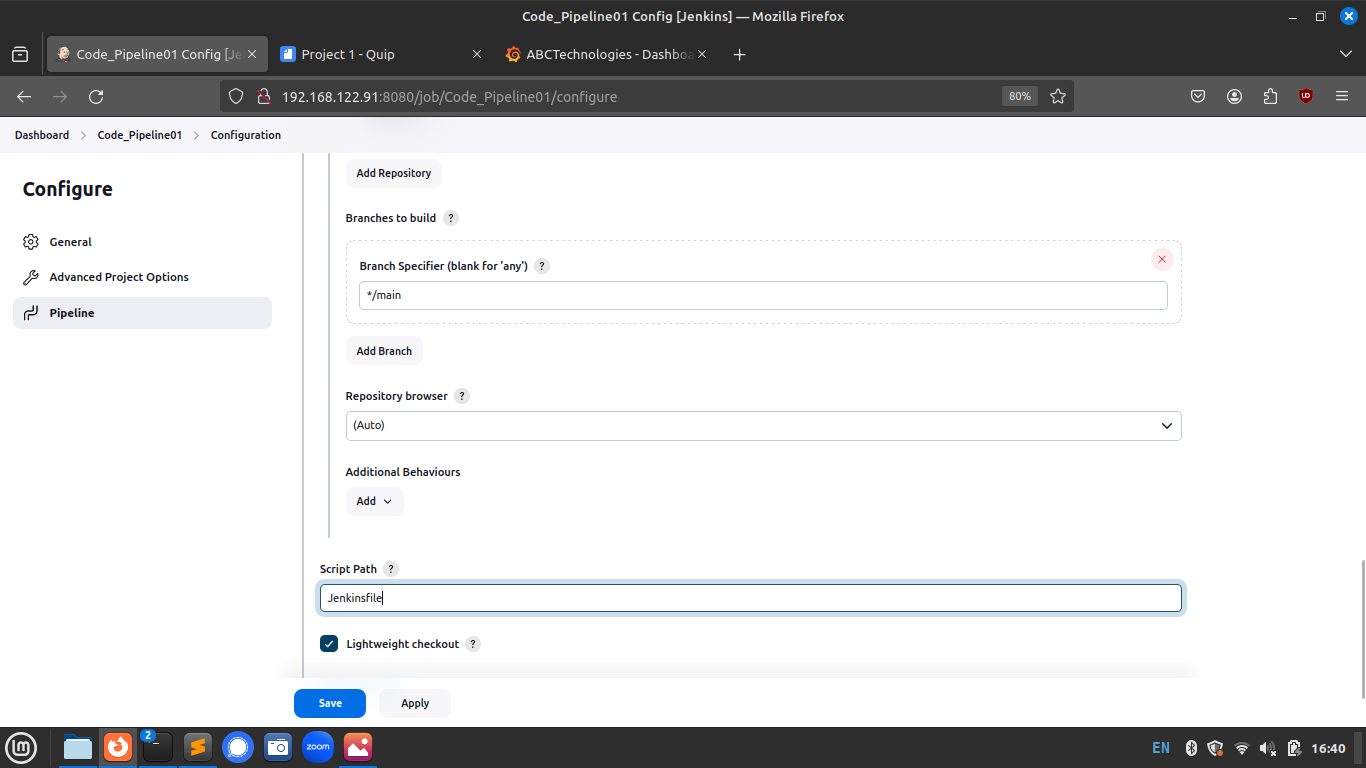 Code_Pipeline01 Config [Jenkins] — Mozilla Firefox
Code_Pipeline01 Config [Je
Project 1 - Quip
ABCTechnologies - Dashbo
192.168.122.91:8080/job/Code_Pipeline01/configure
80%
Dashboard
Code_Pipeline01
Configuration
Configure
General
Advanced Project Options
Pipeline
Add Repository
Branches to build ?
Branch Specifier (blank for 'any') ?
*/main
Add Branch
Repository browser ?
(Auto)
Additional Behaviours
Add
Script Path ?
Jenkinsfile
Lightweight checkout ?
Save
Apply
2
zoom
EN
16:40